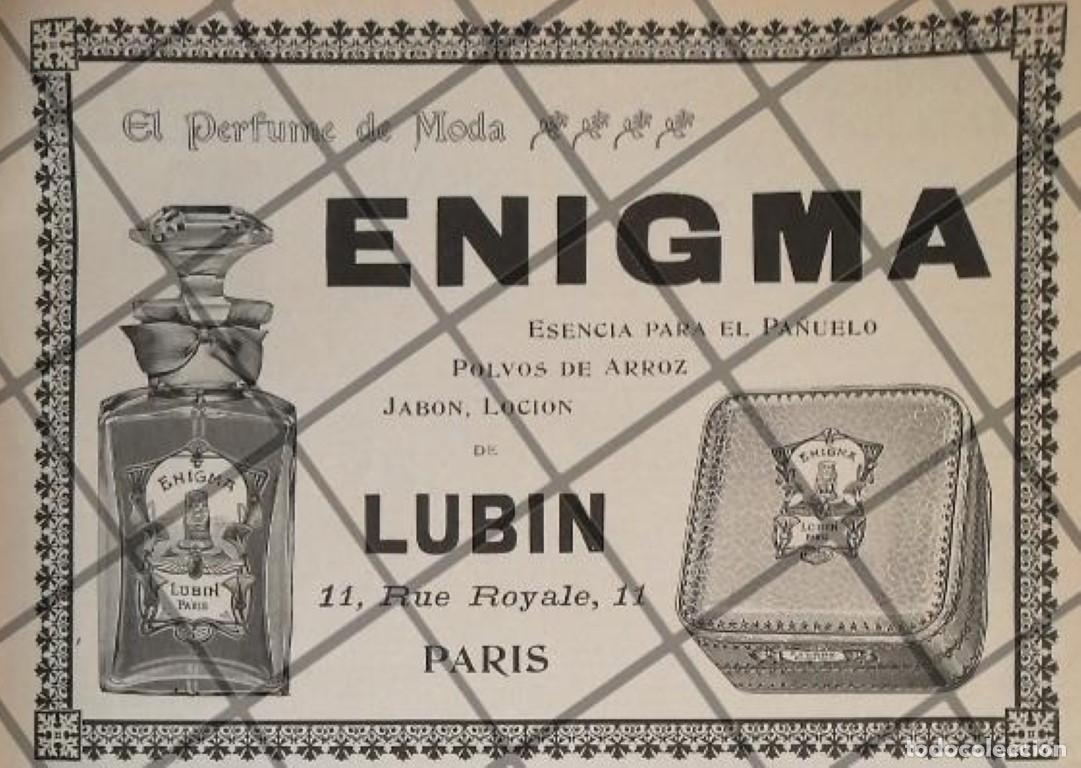 El Perfume de Moda
ENIGMA
ESENCIA PARA EL PAÑUELO
POLVOS DE ARROZ
JABON, LOCION
DE
LUBIN
11, Rue Royale, 11
PARIS
ENIGMA
LUBIN
PARIS
ENIGMA
LUBIN
PARIS
todocoleccion